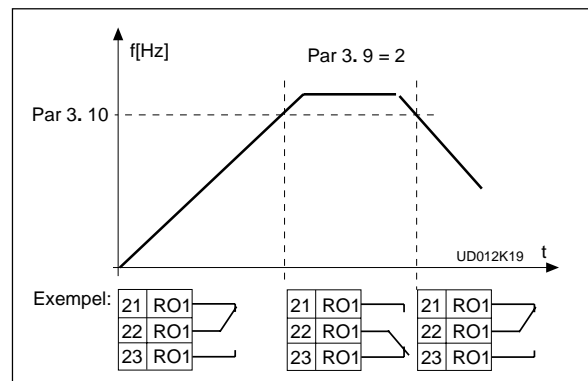 f[Hz]
Par 3. 9 = 2
Par 3. 10
UD012K19
t
Exempel:
21 RO1
22 RO1
23 RO1
21 RO1
22 RO1
23 RO1
21 RO1
22 RO1
23 RO1